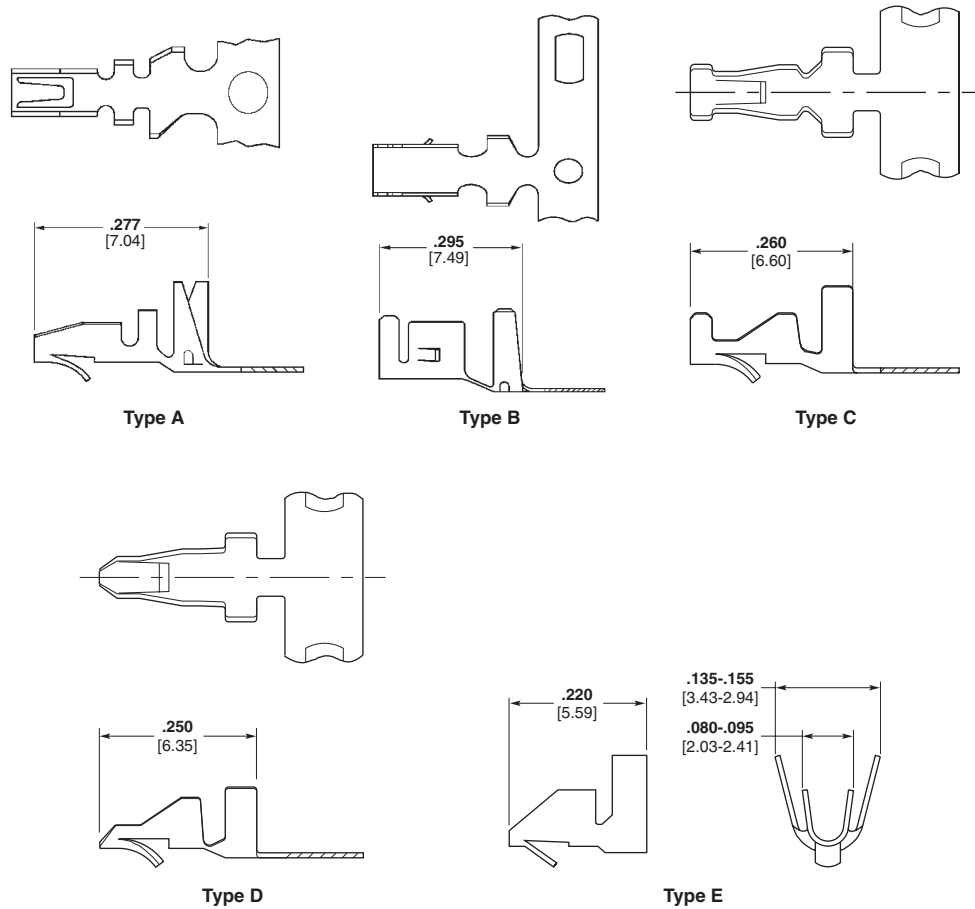 .277
[7.04]
.295
[7.49]
.260
[6.60]
Type A
Type B
Type C
.250
[6.35]
.220
[5.59]
.135-.155
[3.43-2.94]
.080-.095
[2.03-2.41]
Type D
Type E